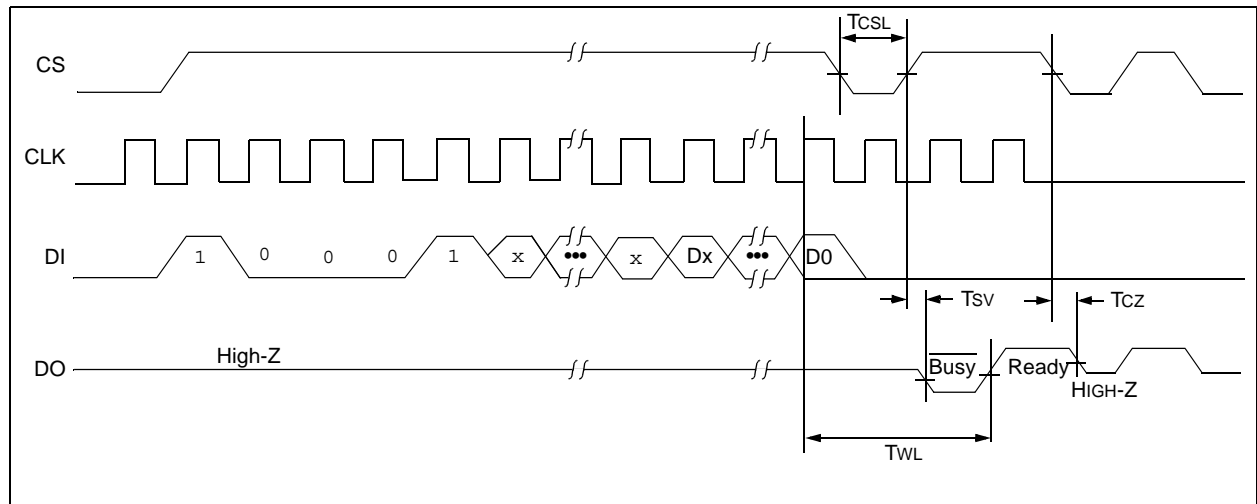 TCSL
CS
CLK
DI 1 0 0 0 1 x ••• x Dx ••• D0
TSV TCZ
High-Z
DO Busy Ready
HIGH-Z
TWL